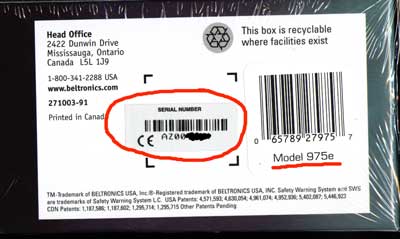 Head Office
2422 Dunwin Drive
Mississauga, Ontario
Canada L5L 1J9
1-800-341-2288 USA
www.beltronics.com
271003-91
Printed in Canada
This box is recyclable
where facilities exist
SERIAL NUMBER
CE AZ00
0 65789 27975 7
Model 975e
TM-Trademark of BELTRONICS USA, Inc.®-Registered trademark of BELTRONICS USA, INC. Safety Warning System and SWS
are trademarks of Safety Warning System L.C. USA Patents: 4,571,593; 4,630,054; 4,961,074; 4,952,936; 5,402,087; 5,446,923
CDN Patents: 1,187,586; 1,187,602; 1,295,714; 1,295,715 Other Patents Pending